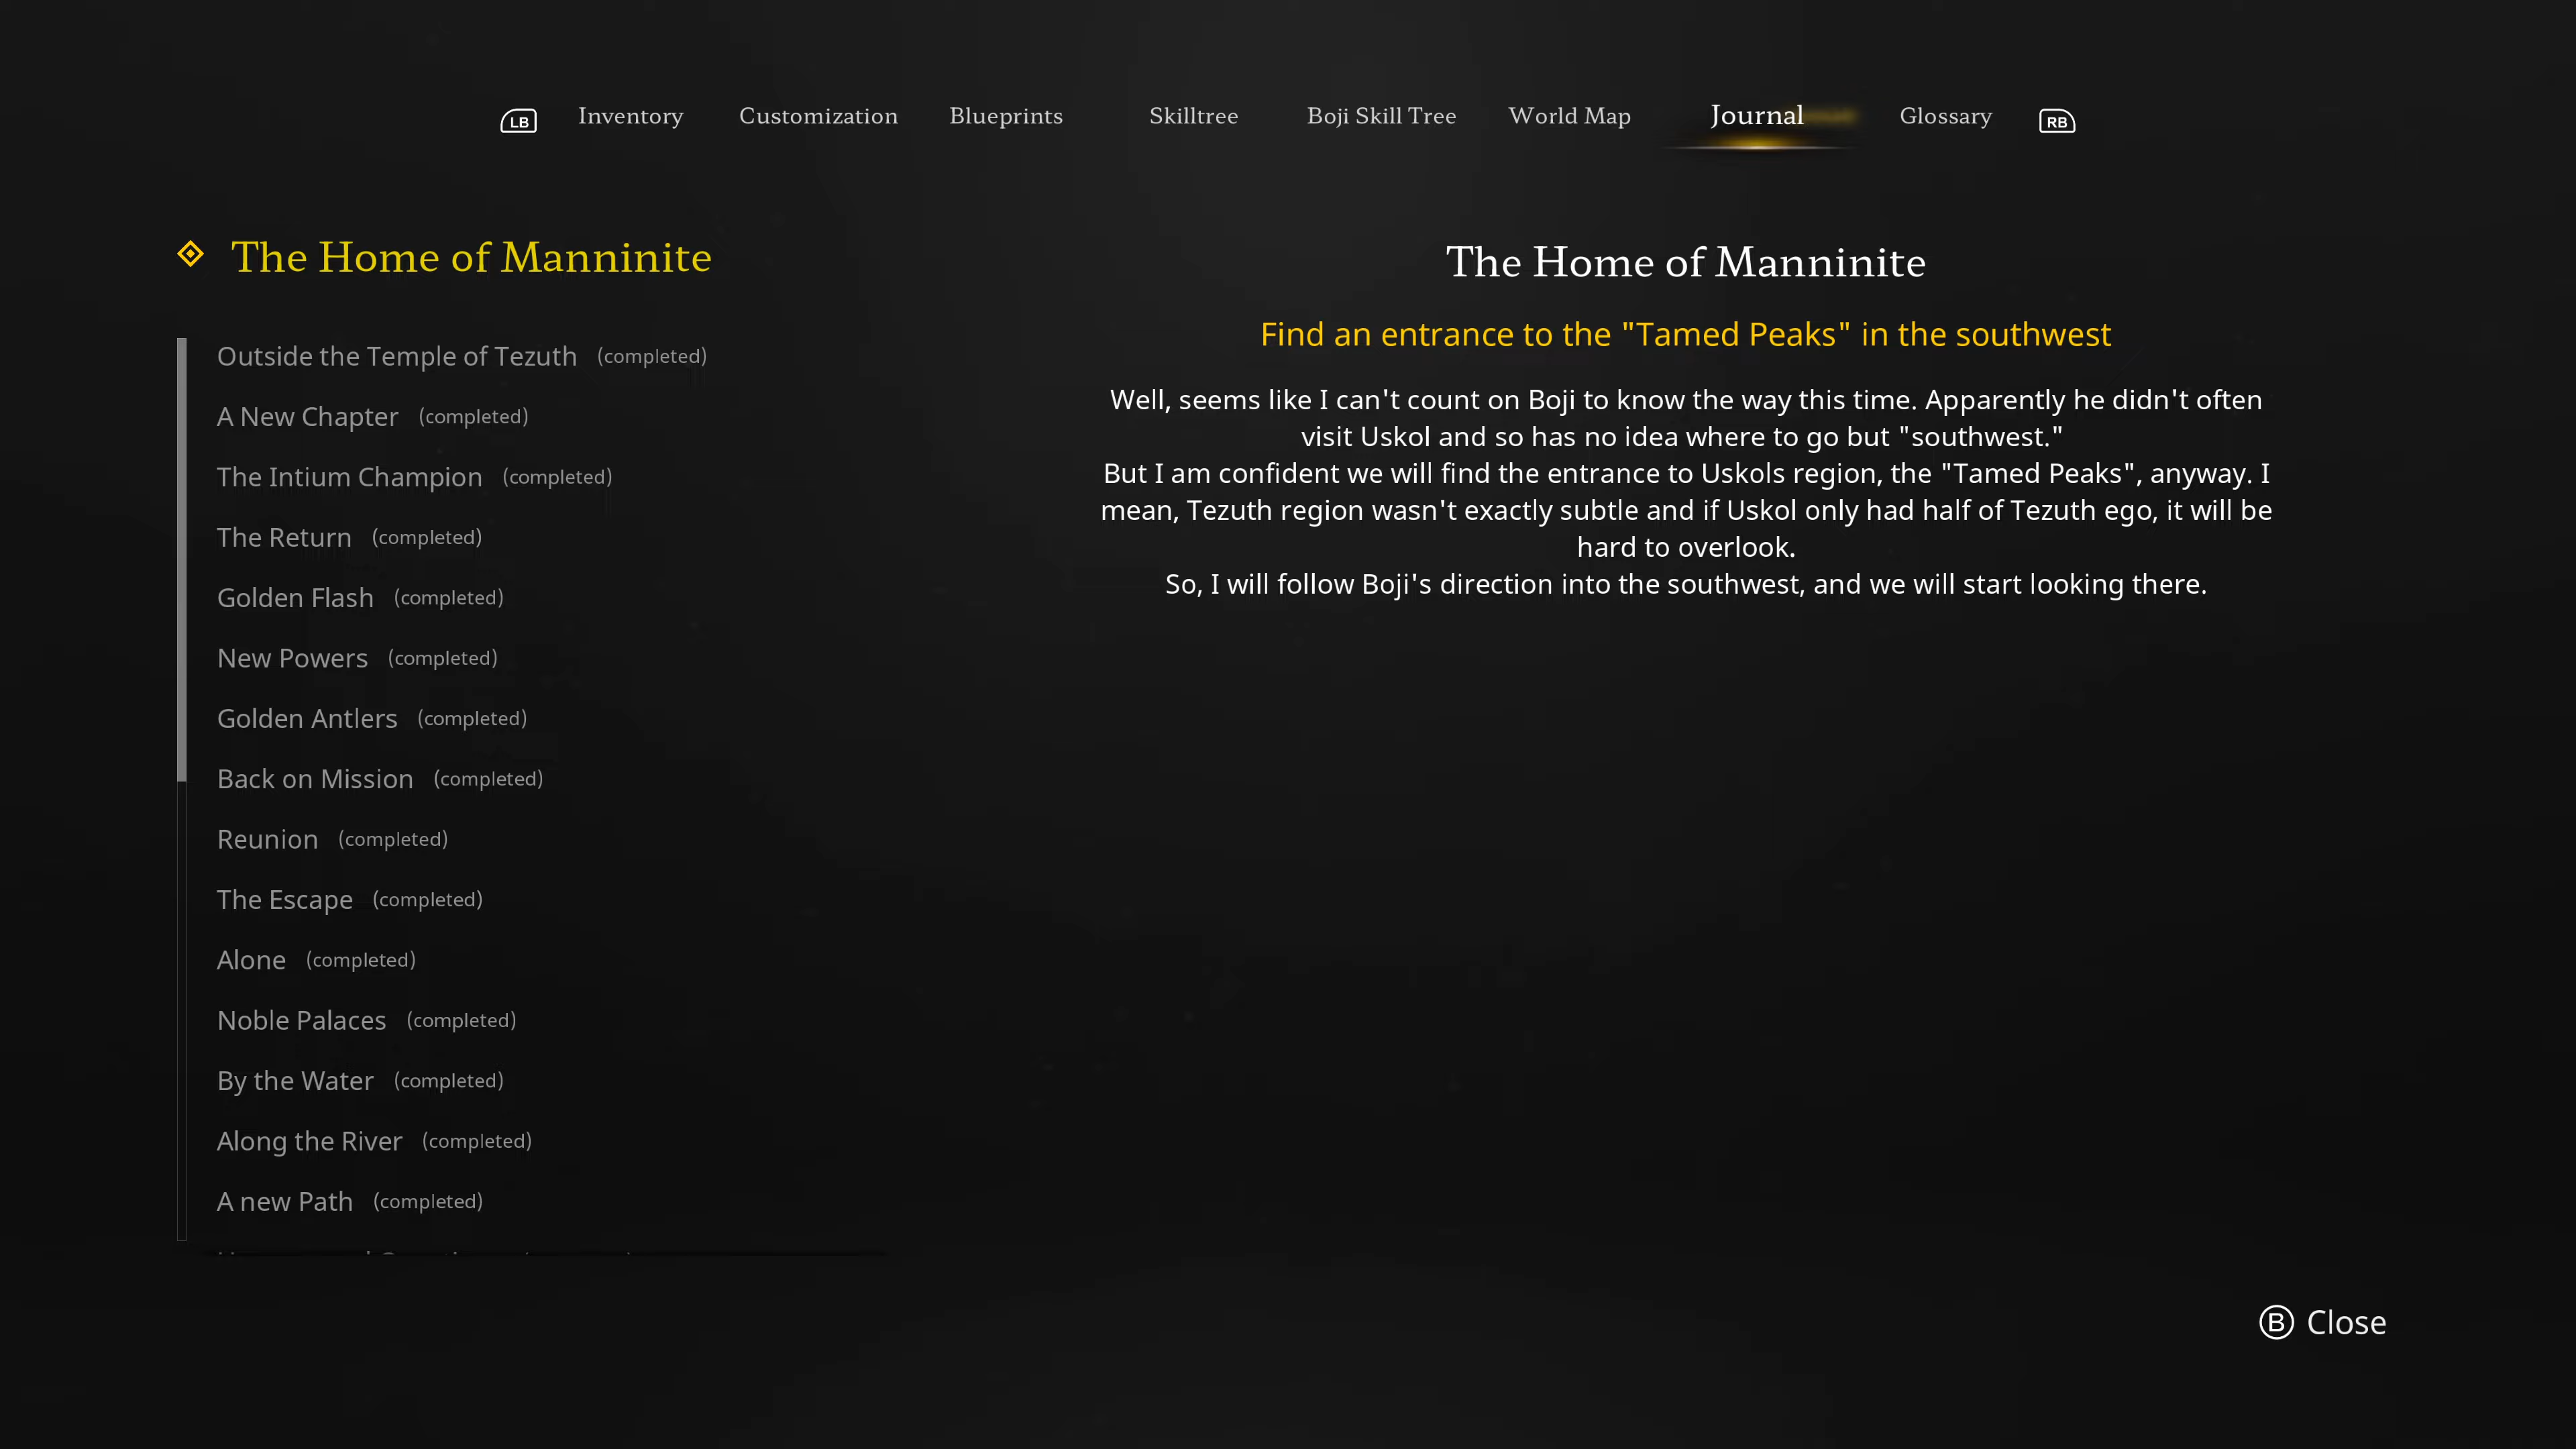 LB Inventory Customization Blueprints Skilltree Boji Skill Tree World Map Journal Glossary RB
The Home of Manninite
Outside the Temple of Tezuth (completed)
A New Chapter (completed)
The Intium Champion (completed)
The Return (completed)
Golden Flash (completed)
New Powers (completed)
Golden Antlers (completed)
Back on Mission (completed)
Reunion (completed)
The Escape (completed)
Alone (completed)
Noble Palaces (completed)
By the Water (completed)
Along the River (completed)
A new Path (completed)
The Home of Manninite
Find an entrance to the "Tamed Peaks" in the southwest
Well, seems like I can't count on Boji to know the way this time. Apparently he didn't often
visit Uskol and so has no idea where to go but "southwest."
But I am confident we will find the entrance to Uskols region, the "Tamed Peaks", anyway. I
mean, Tezuth region wasn't exactly subtle and if Uskol only had half of Tezuth ego, it will be
hard to overlook.
So, I will follow Boji's direction into the southwest, and we will start looking there.
B Close